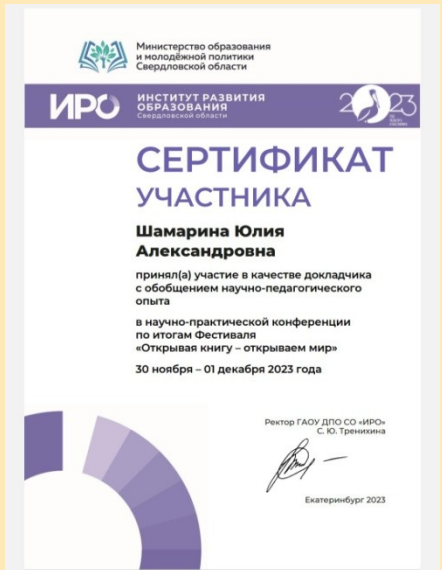 Министерство образования
и молодёжной политики
Свердловской области
ИРО
ИНСТИТУТ РАЗВИТИЯ
ОБРАЗОВАНИЯ
Свердловской области
2023
СЕРТИФИКАТ
УЧАСТНИКА
Шамарина Юлия
Александровна
принял(а) участие в качестве докладчика
с обобщением научно-педагогического
опыта
в научно-практической конференции
по итогам Фестиваля
«Открывая книгу – открываем мир»
30 ноября – 01 декабря 2023 года
Ректор ГАОУ ДПО СО «ИРО»
С. Ю. Тренихина
Екатеринбург 2023